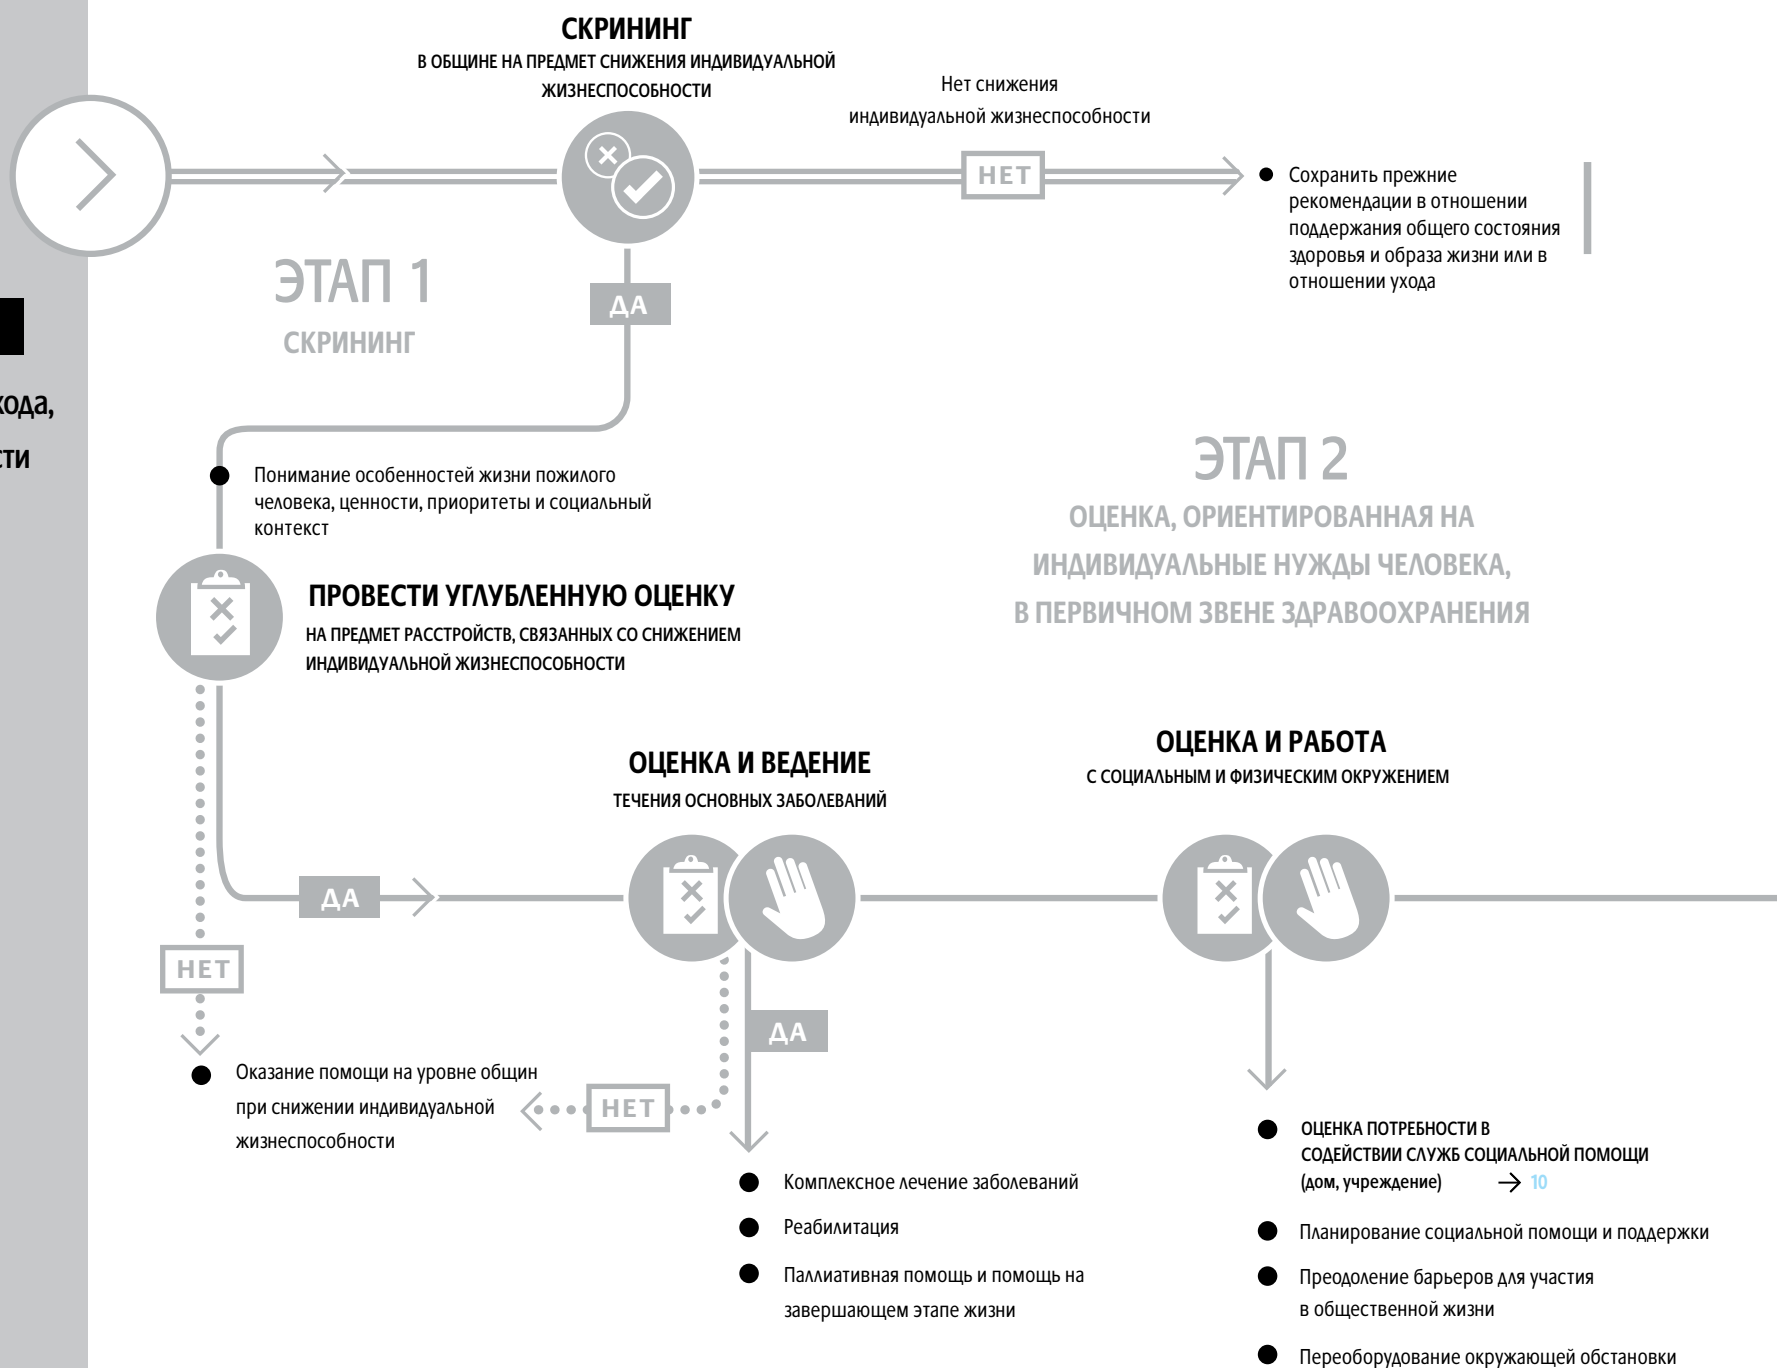 СКРИНИНГ
В ОБЩИНЕ НА ПРЕДМЕТ СНИЖЕНИЯ ИНДИВИДУАЛЬНОЙ
ЖИЗНЕСПОСОБНОСТИ
Нет снижения
индивидуальной жизнеспособности
НЕТ
Сохранить прежние
рекомендации в отношении
поддержания общего состояния
здоровья и образа жизни или в
отношении ухода
ЭТАП 1
СКРИНИНГ
ДА
хода,
сти
Понимание особенностей жизни пожилого
человека, ценности, приоритеты и социальный
контекст
ЭТАП 2
ОЦЕНКА, ОРИЕНТИРОВАННАЯ НА
ИНДИВИДУАЛЬНЫЕ НУЖДЫ ЧЕЛОВЕКА,
В ПЕРВИЧНОМ ЗВЕНЕ ЗДРАВООХРАНЕНИЯ
ПРОВЕСТИ УГЛУБЛЕННУЮ ОЦЕНКУ
НА ПРЕДМЕТ РАССТРОЙСТВ, СВЯЗАННЫХ СО СНИЖЕНИЕМ
ИНДИВИДУАЛЬНОЙ ЖИЗНЕСПОСОБНОСТИ
ОЦЕНКА И ВЕДЕНИЕ
ТЕЧЕНИЯ ОСНОВНЫХ ЗАБОЛЕВАНИЙ
ОЦЕНКА И РАБОТА
С СОЦИАЛЬНЫМ И ФИЗИЧЕСКИМ ОКРУЖЕНИЕМ
ДА
НЕТ
ДА
Оказание помощи на уровне общин
при снижении индивидуальной
жизнеспособности
НЕТ
Комплексное лечение заболеваний
Реабилитация
Паллиативная помощь и помощь на
завершающем этапе жизни
ОЦЕНКА ПОТРЕБНОСТИ В
СОДЕЙСТВИИ СЛУЖБ СОЦИАЛЬНОЙ ПОМОЩИ
(дом, учреждение) → 10
Планирование социальной помощи и поддержки
Преодоление барьеров для участия
в общественной жизни
Переоборудование окружающей обстановки